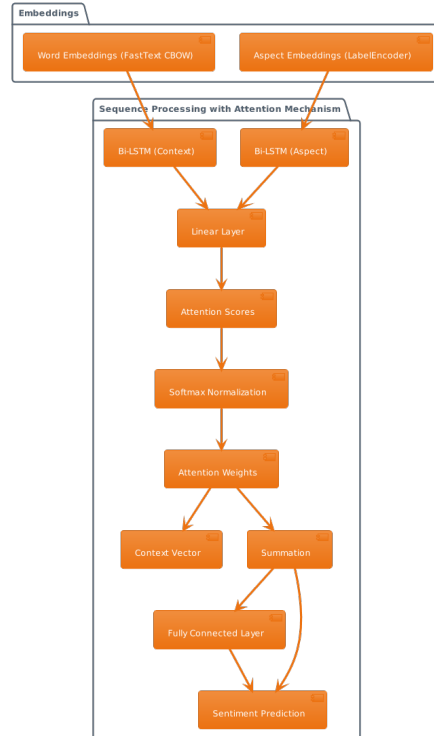 Embeddings
Word Embeddings (FastText CBOW)
Aspect Embeddings (LabelEncoder)
Sequence Processing with Attention Mechanism
Bi-LSTM (Context)
Bi-LSTM (Aspect)
Linear Layer
Attention Scores
Softmax Normalization
Attention Weights
Context Vector
Summation
Fully Connected Layer
Sentiment Prediction